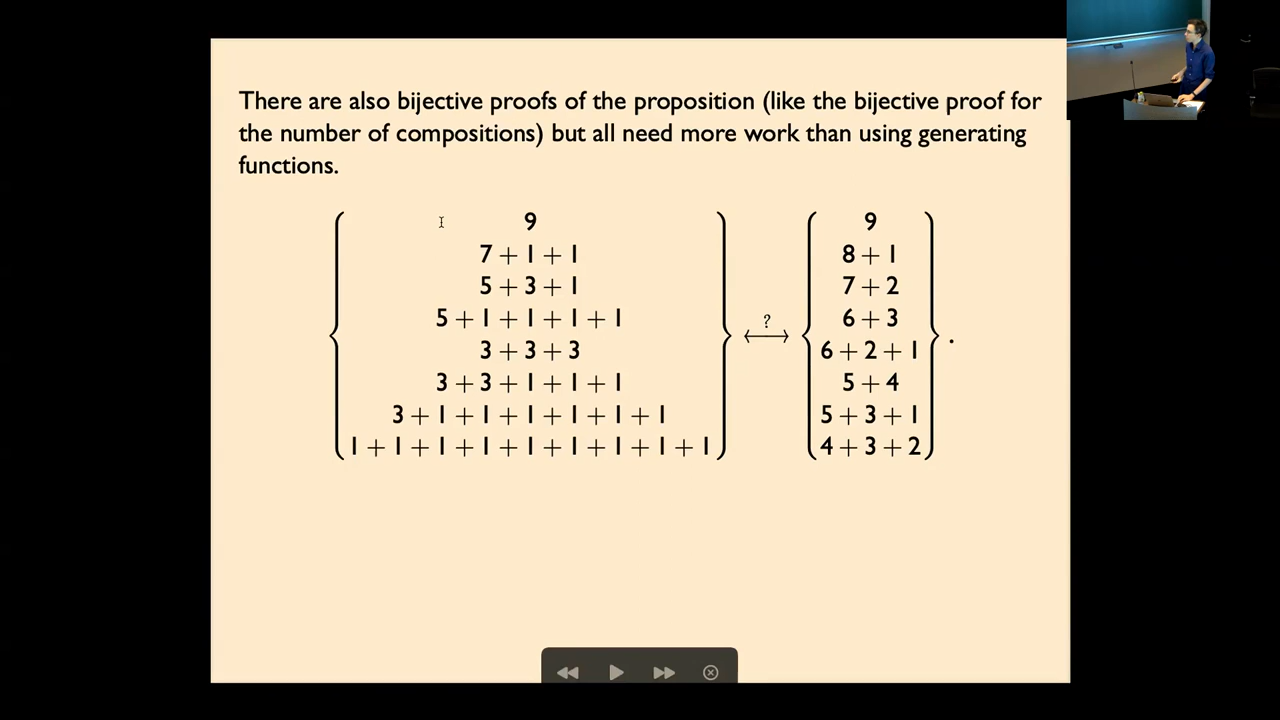 There are also bijective proofs of the proposition (like the bijective proof for
the number of compositions) but all need more work than using generating
functions.
9
7 + 1 + 1
5 + 3 + 1
5 + 1 + 1 + 1 + 1
3 + 3 + 3
3 + 3 + 1 + 1 + 1
3 + 1 + 1 + 1 + 1 + 1 + 1
1 + 1 + 1 + 1 + 1 + 1 + 1 + 1 + 1
?
9
8 + 1
7 + 2
6 + 3
6 + 2 + 1
5 + 4
5 + 3 + 1
4 + 3 + 2
.